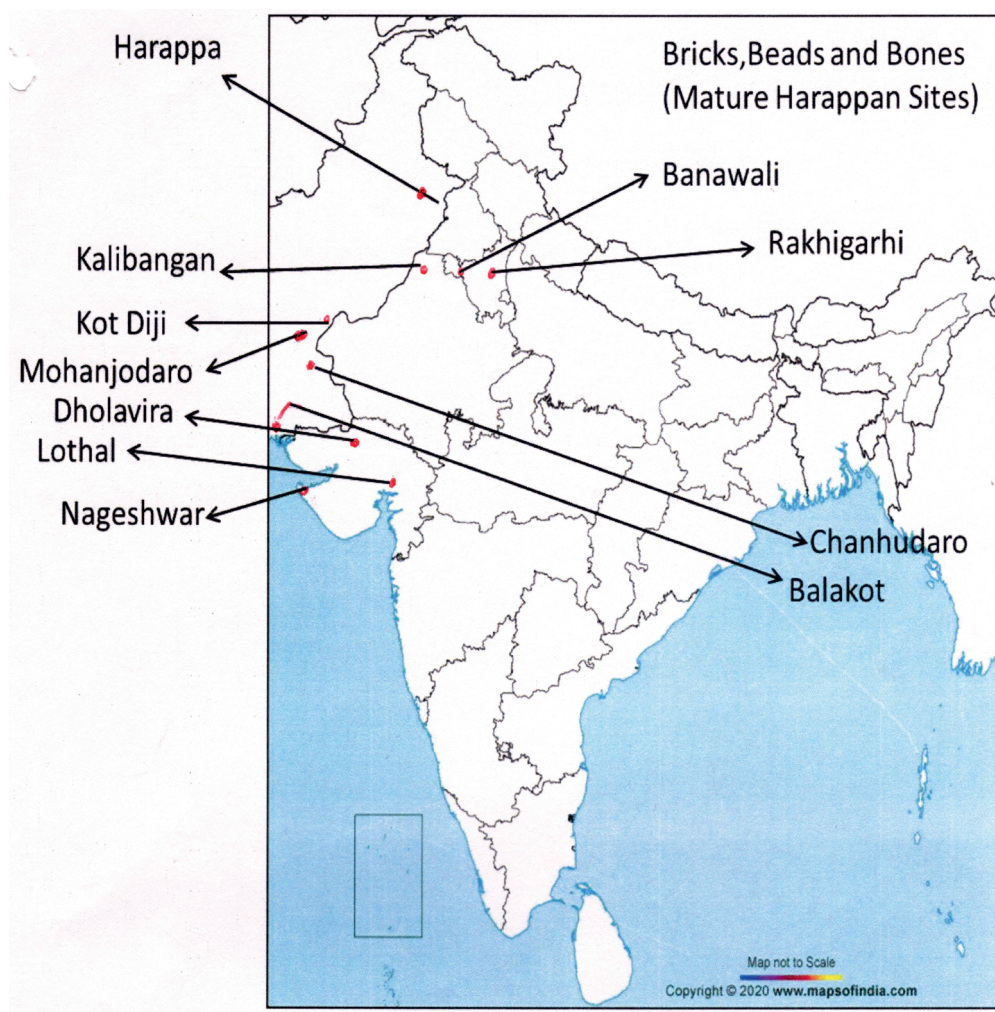 Harappa
Bricks,Beads and Bones
(Mature Harappan Sites)
Banawali
Rakhigarhi
Kalibangan
Kot Diji
Mohanjodaro
Dholavira
Lothal
Nageshwar
Chanhudaro
Balakot
Map not to Scale
Copyright © 2020 www.mapsofindia.com